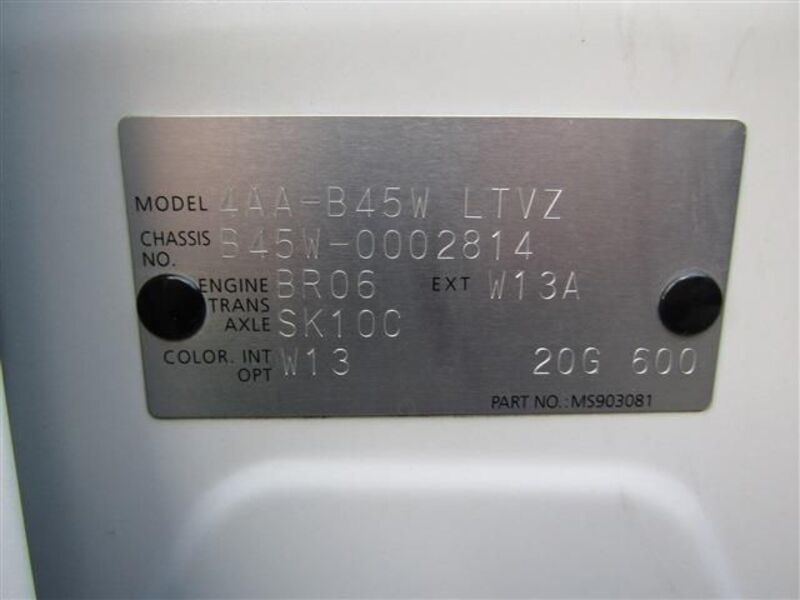 MODEL 4AA-B45W LTVZ
CHASSIS NO. B45W-0002814
ENGINE BR06 EXT W13A
TRANS AXLE SK10C
COLOR. INT W13 20G 600
OPT
PART NO.: MS903081